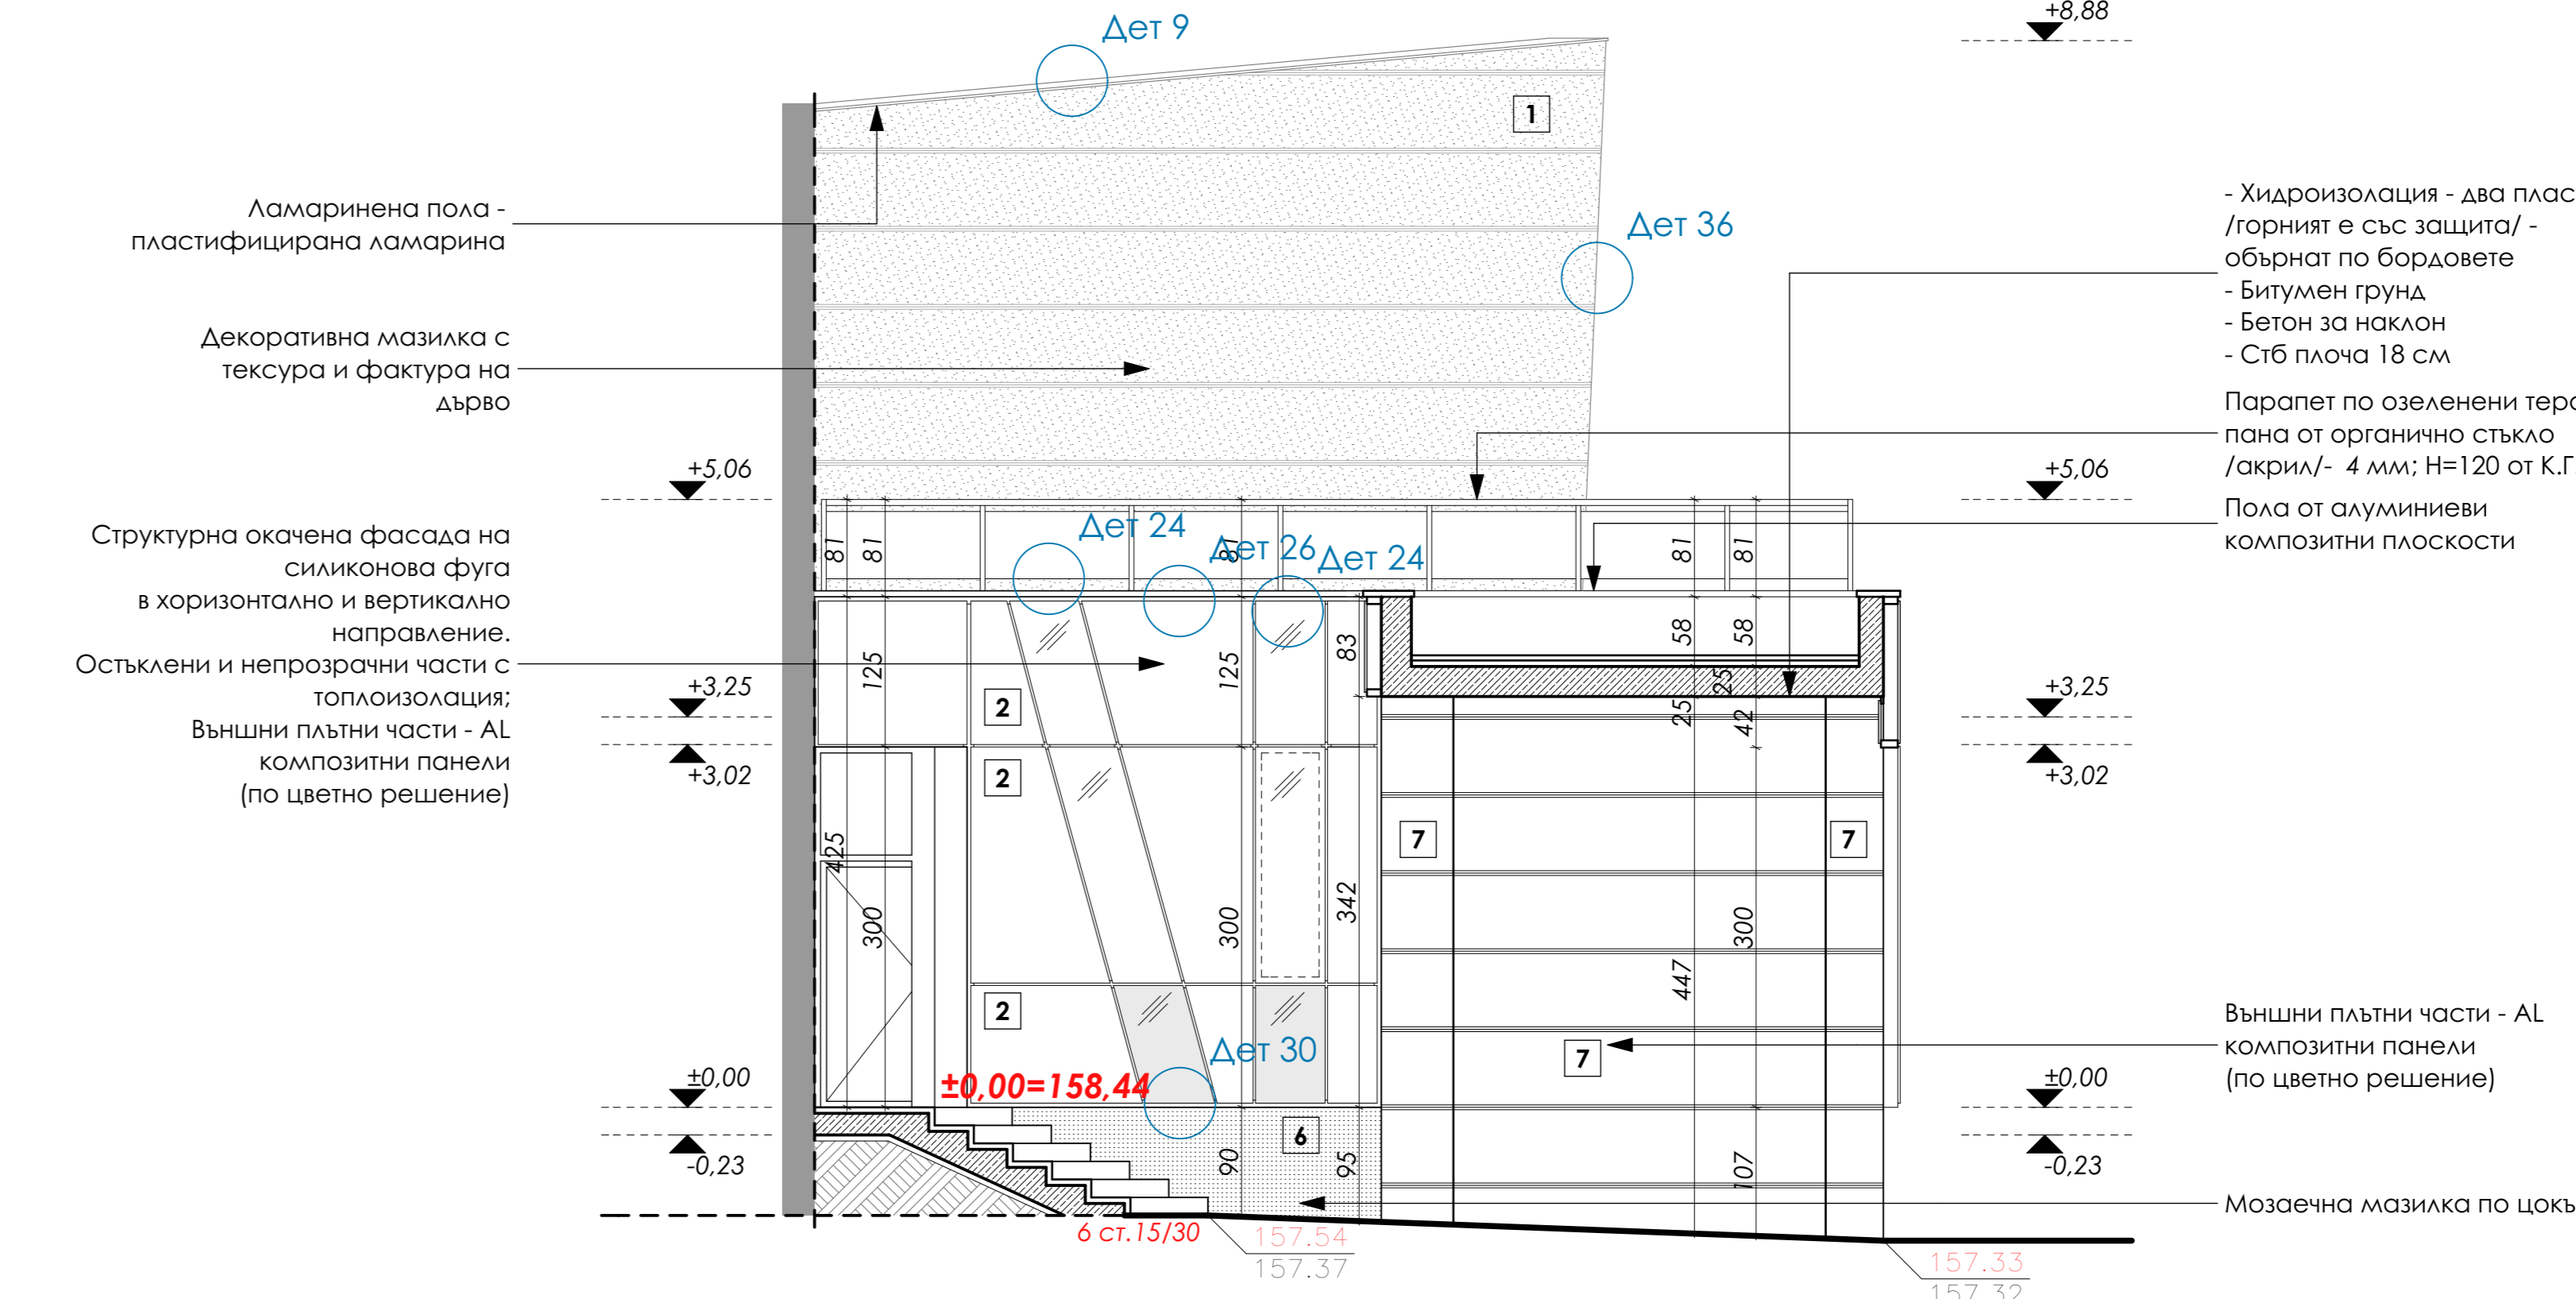 Дет 9
+8,88
1
Ламаринена пола -
пластифицирана ламарина
Дет 36
- Хидроизолация - два плас
/горният е със защита/ -
обърнат по бордовете
- Битумен грунд
- Бетон за наклон
- Стб плоча 18 см
Декоративна мазилка с
текстура и фактура на
дърво
Парапет по озеленени тера
пана от органично стъкло
/акрил/- 4 мм; H=120 от К.Г
+5,06
+5,06
Пола от алуминиеви
композитни плоскости
Структурна окачена фасада на
силиконова фуга
в хоризонтално и вертикално
направление.
Остъклени и непрозрачни части с
топлоизолация;
Външни плътни части - AL
композитни панели
(по цветно решение)
Дет 24
Дет 26
Дет 24
81
81
81
81
81
125
125
83
58
58
25
25
42
+3,25
+3,02
+3,25
+3,02
2
2
2
7
7
7
425
300
300
342
447
300
Дет 30
±0,00=158,44
±0,00
-0,23
±0,00
-0,23
Външни плътни части - AL
композитни панели
(по цветно решение)
6
90
95
107
Мозаечна мазилка по цокъ
6 ст.15/30
157.54
157.37
157.33
157.32